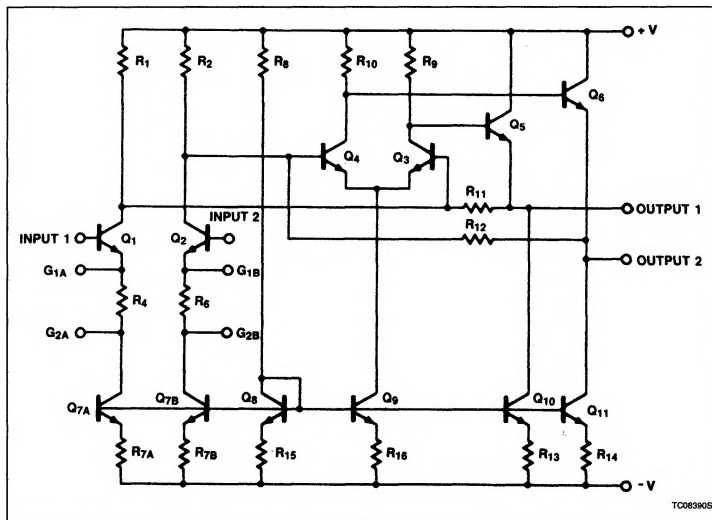 R1 R2 R8 R10 R9 +V
Q6
Q5
Q4 Q3
R11
OUTPUT 1
INPUT 2
R12
INPUT 1 Q1 Q2
OUTPUT 2
G1A G1B
R4 R6
G2A G2B
Q7A Q7B Q8 Q9 Q10 Q11
R7A R7B R15 R16 R13 R14
-V
TC08390S